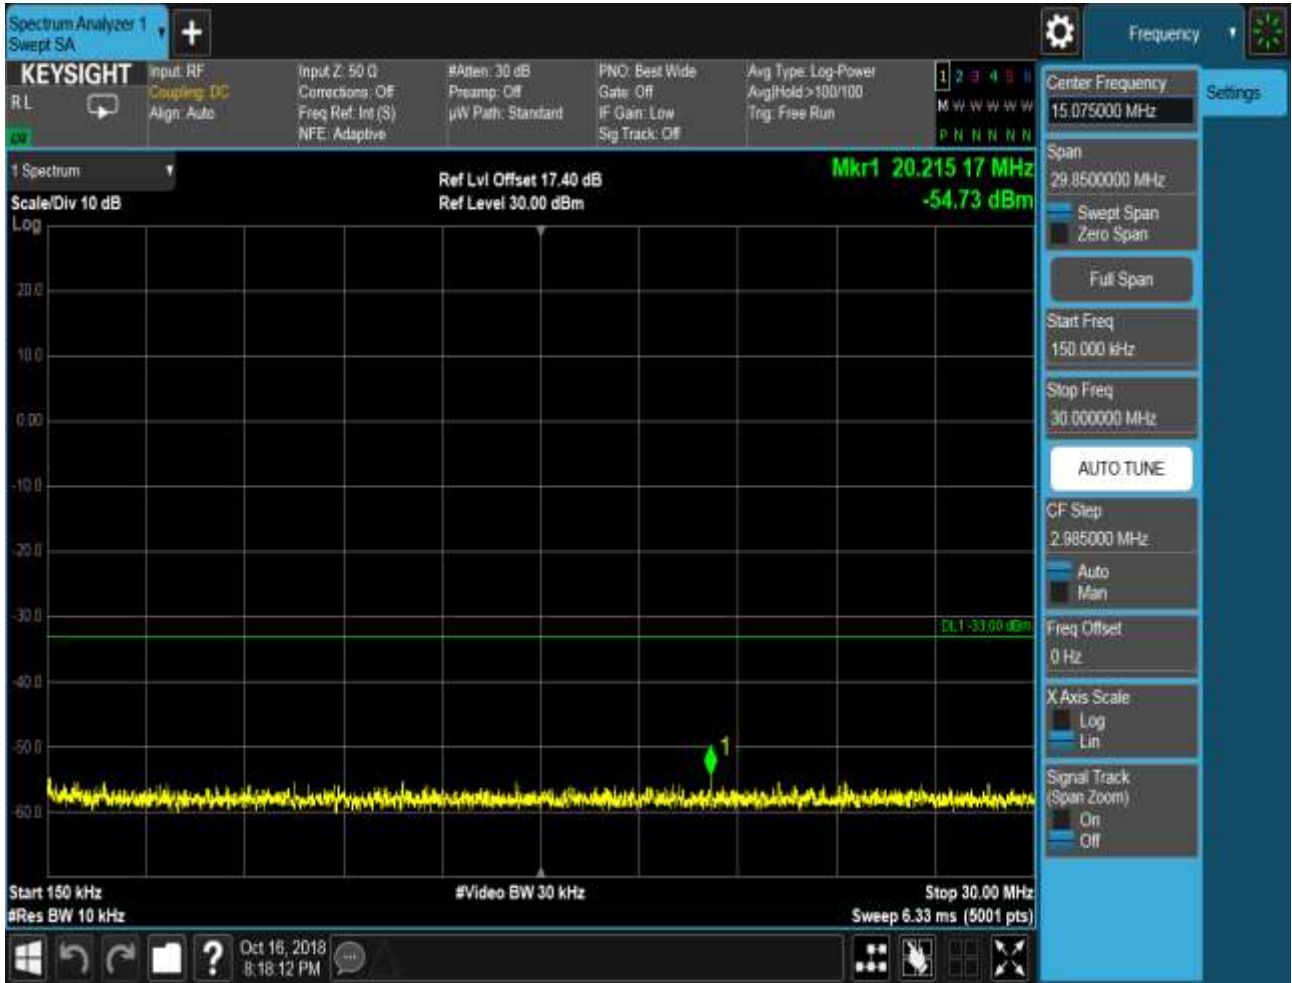 Spectrum Analyzer 1
Swept SA
+
Frequency
KEYSIGHT
R L
Input: RF
Coupling: DC
Align: Auto
Input Z: 50 Ω
Corrections: Off
Freq Ref: Int (S)
NFE: Adaptive
#Atten: 30 dB
Preamp: Off
µW Path: Standard
PNO: Best Wide
Gate: Off
IF Gain: Low
Sig Track: Off
Avg Type: Log-Power
Avg|Hold:>100/100
Trig: Free Run
1 2 3 4 5 6
M W W W W W
P N N N N N
1 Spectrum
Scale/Div 10 dB
Log
Ref Lvl Offset 17.40 dB
Ref Level 30.00 dBm
Mkr1 20.215 17 MHz
-54.73 dBm
20.0
10.0
0.00
-10.0
-20.0
-30.0
DL1 -33.00 dBm
-40.0
-50.0
1
-60.0
Start 150 kHz
#Res BW 10 kHz
#Video BW 30 kHz
Stop 30.00 MHz
Sweep 6.33 ms (5001 pts)
?
Oct 16, 2018
8:18:12 PM
Center Frequency
15.075000 MHz
Settings
Span
29.8500000 MHz
Swept Span
Zero Span
Full Span
Start Freq
150.000 kHz
Stop Freq
30.000000 MHz
AUTO TUNE
CF Step
2.985000 MHz
Auto
Man
Freq Offset
0 Hz
X Axis Scale
Log
Lin
Signal Track
(Span Zoom)
On
Off